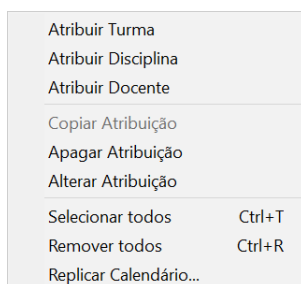 Atribuir Turma
Atribuir Disciplina
Atribuir Docente
Copiar Atribuição
Apagar Atribuição
Alterar Atribuição
Selecionar todos Ctrl+T
Remover todos Ctrl+R
Replicar Calendário...